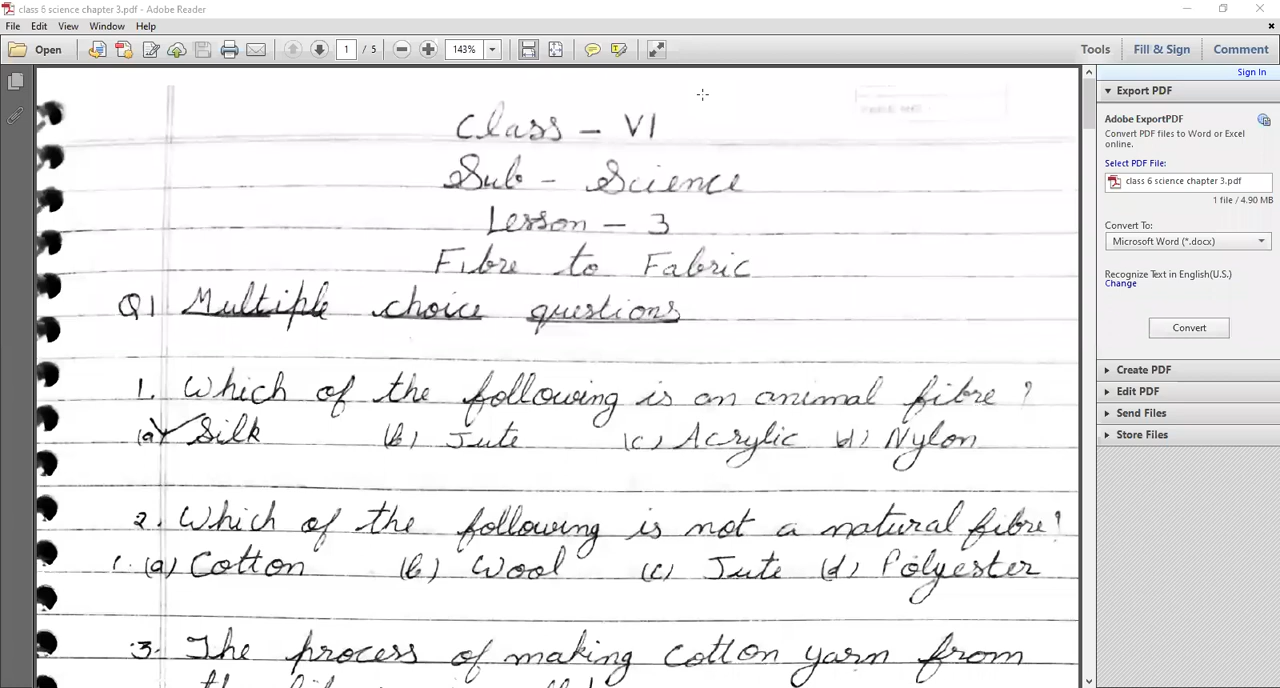 class 6 science chapter 3.pdf - Adobe Reader
File Edit View Window Help
Open 1 / 5 143% Tools Fill & Sign Comment
Sign In
Export PDF
Adobe ExportPDF
Convert PDF files to Word or Excel
online.
Select PDF File:
class 6 science chapter 3.pdf
1 file / 4.90 MB
Convert To:
Microsoft Word (*.docx)
Recognize Text in English(U.S.)
Change
Convert
Create PDF
Edit PDF
Send Files
Store Files
Class - VI
Sub - Science
Lesson - 3
Fibre to Fabric
Q1 Multiple choice questions
1. Which of the following is an animal fibre ?
(a) Silk (b) Jute (c) Acrylic (d) Nylon
2. Which of the following is not a natural fibre?
(a) Cotton (b) Wool (c) Jute (d) Polyester
3. The process of making cotton yarn from